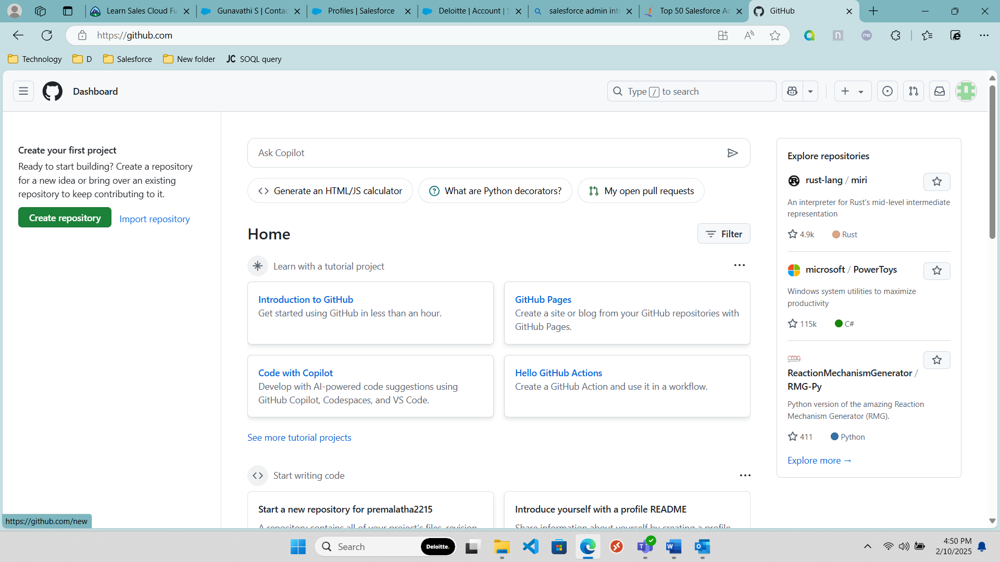 Learn Sales Cloud Fu
Gunavathi S | Contac
Profiles | Salesforce
Deloitte | Account | S
salesforce admin inte
Top 50 Salesforce Ad
GitHub
https://github.com
Technology
D
Salesforce
New folder
JC SOQL query
Dashboard
Type / to search
Create your first project
Ready to start building? Create a repository
for a new idea or bring over an existing
repository to keep contributing to it.
Create repository
Import repository
Ask Copilot
Generate an HTML/JS calculator
What are Python decorators?
My open pull requests
Home
Filter
Learn with a tutorial project
Introduction to GitHub
Get started using GitHub in less than an hour.
GitHub Pages
Create a site or blog from your GitHub repositories with
GitHub Pages.
Code with Copilot
Develop with AI-powered code suggestions using
GitHub Copilot, Codespaces, and VS Code.
Hello GitHub Actions
Create a GitHub Action and use it in a workflow.
See more tutorial projects
Start writing code
Start a new repository for premalatha2215
A repository contains all of your project's files, revision
Introduce yourself with a profile README
Share information about yourself by creating a profile
Explore repositories
rust-lang / miri
An interpreter for Rust's mid-level intermediate
representation
4.9k
Rust
microsoft / PowerToys
Windows system utilities to maximize
productivity
115k
C#
cmg
ReactionMechanismGenerator /
RMG-Py
Python version of the amazing Reaction
Mechanism Generator (RMG).
411
Python
Explore more →
https://github.com/new
Search
Deloitte.
4:50 PM
2/10/2025